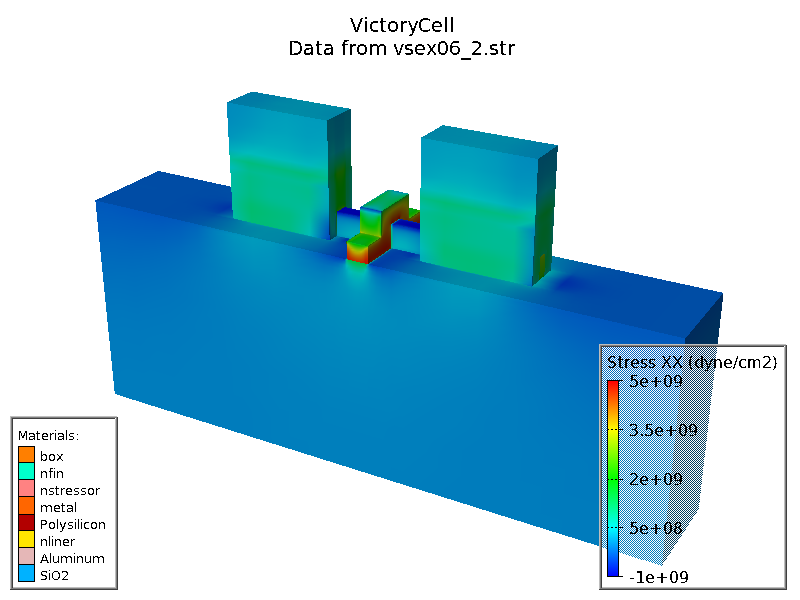 VictoryCell
Data from vsex06_2.str
Stress XX (dyne/cm2)
5e+09
3.5e+09
2e+09
5e+08
-1e+09
Materials:
box
nfin
nstressor
metal
Polysilicon
nliner
Aluminum
SiO2